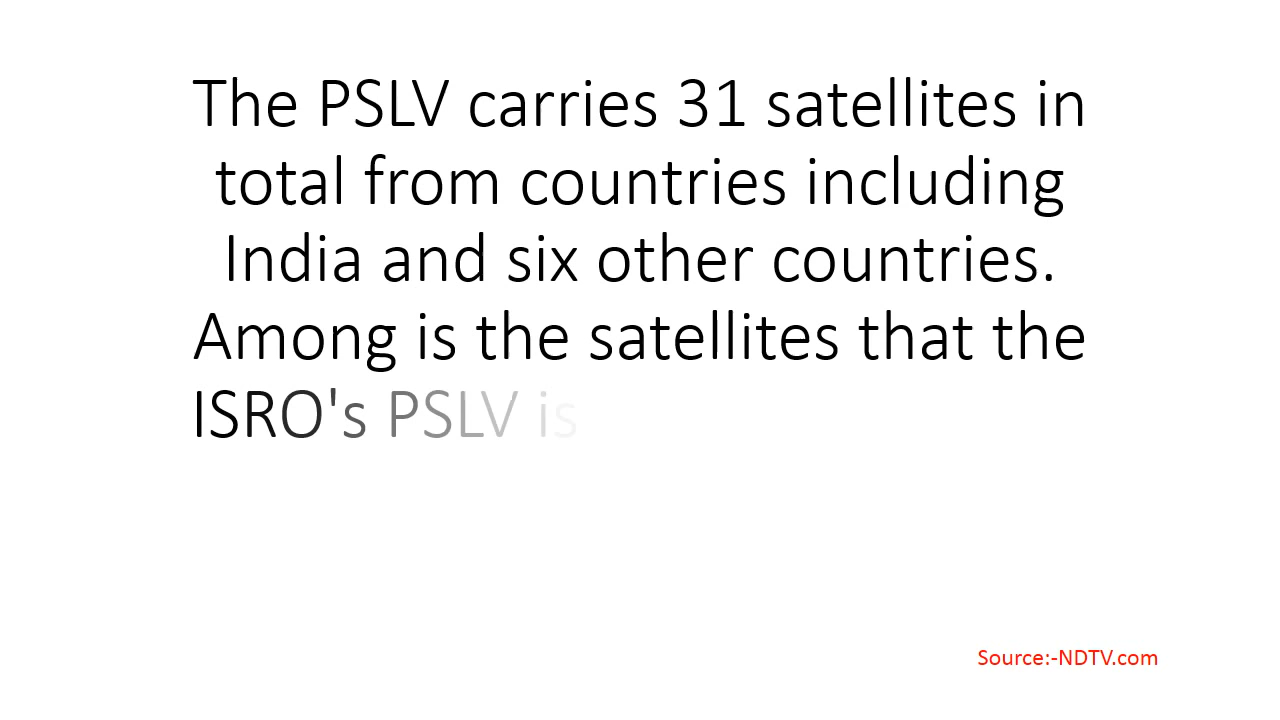 The PSLV carries 31 satellites in
total from countries including
India and six other countries.
Among is the satellites that the
ISRO's PSLV is
Source:-NDTV.com